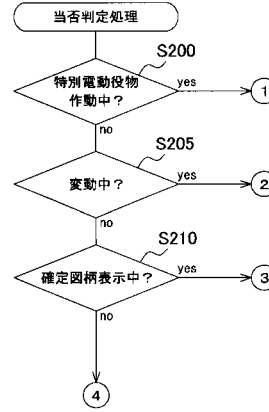 当否判定処理
S200
特別電動役物
作動中？
yes
1
no
S205
変動中？
yes
2
no
S210
確定図柄表示中？
yes
3
no
4